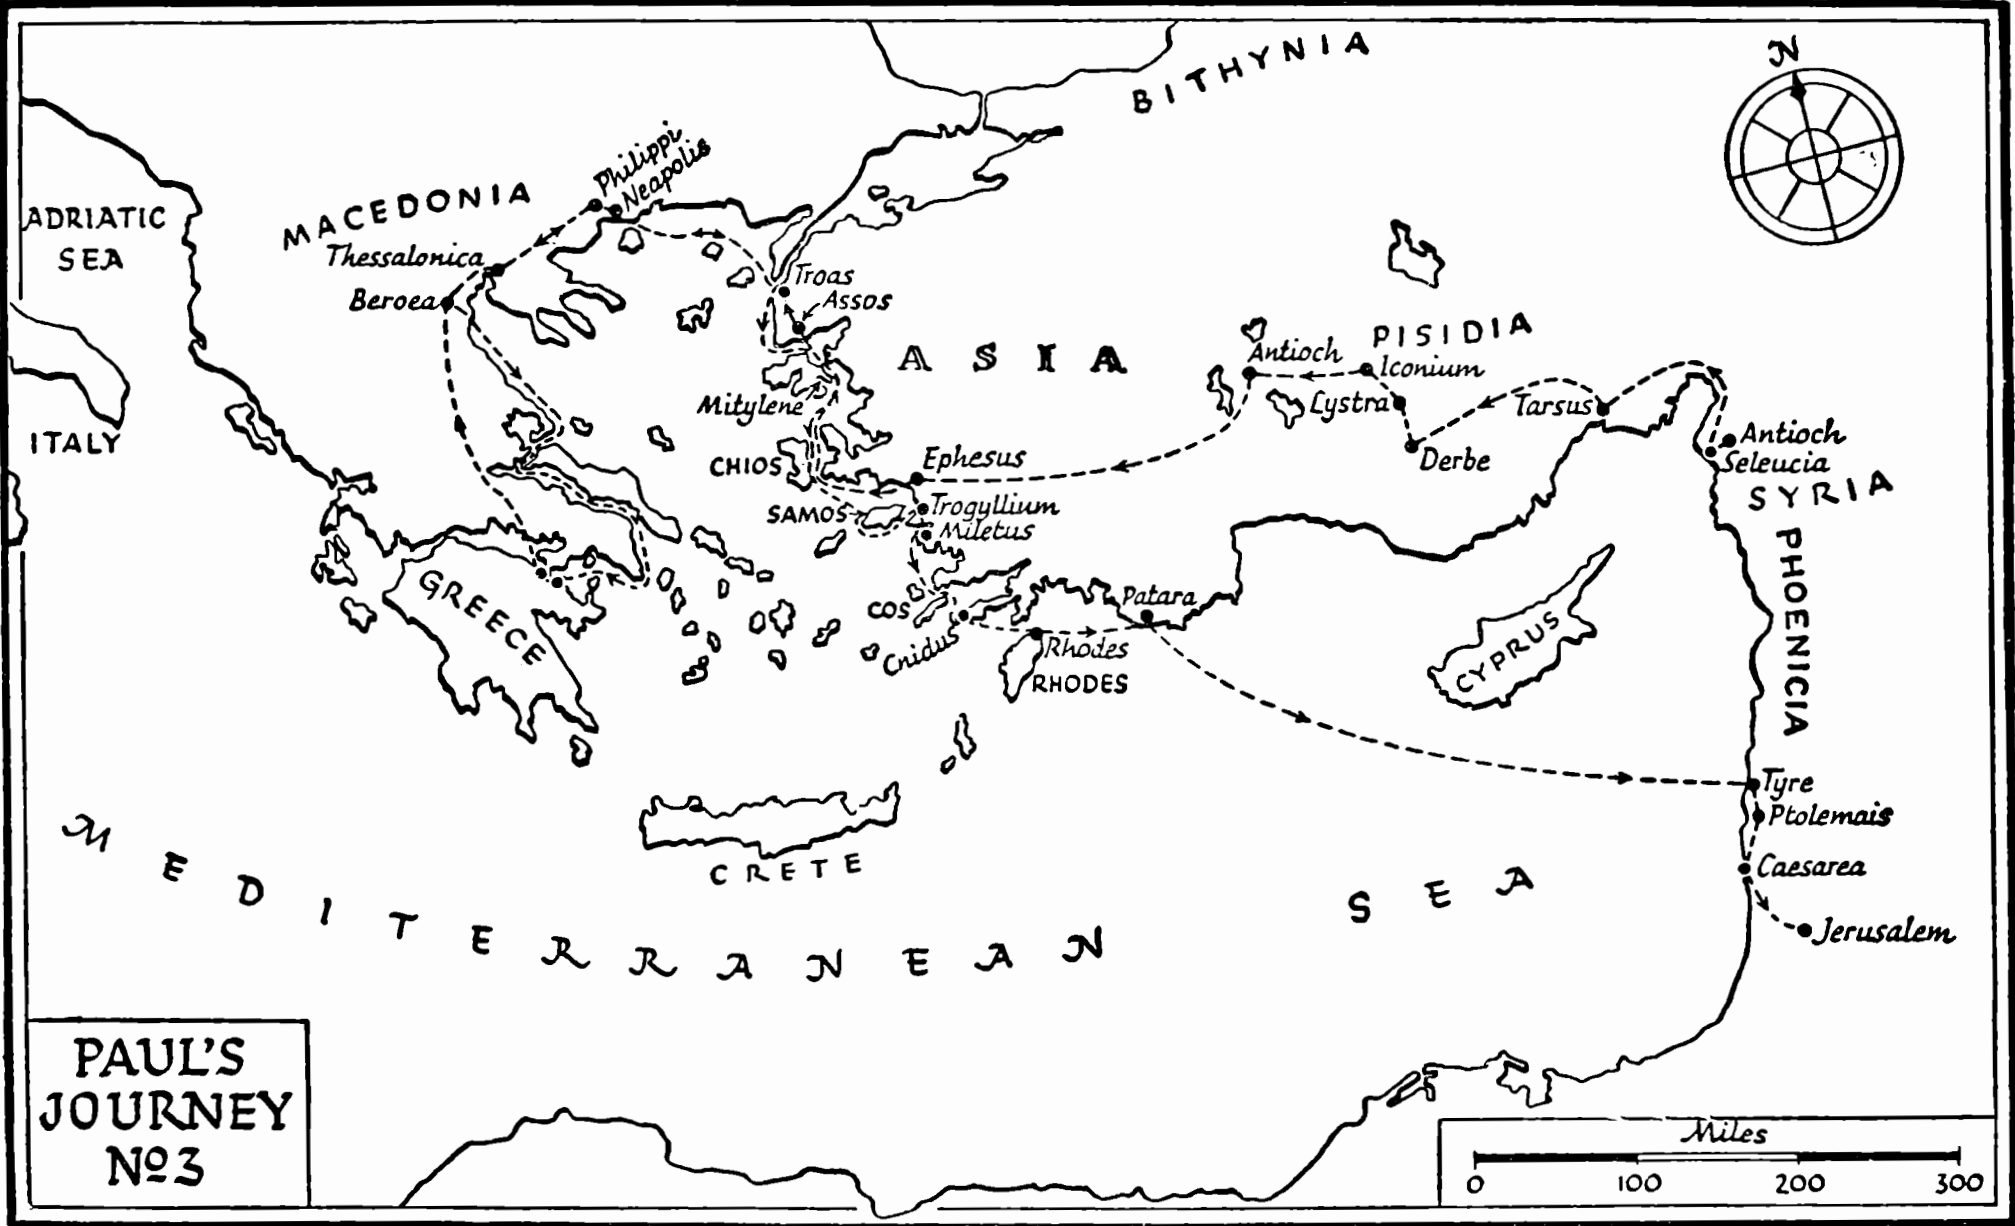 N
BITHYNIA
Philippi
Neapolis
MACEDONIA
ADRIATIC
SEA
Thessalonica
Beroea
Troas
Assos
ASIA
PISIDIA
Antioch
Iconium
Lystra
Tarsus
Derbe
Antioch
Seleucia
SYRIA
Mitylene
ITALY
CHIOS
Ephesus
SAMOS
Trogyllium
Miletus
PHOENICIA
GREECE
COS
Cnidus
Patara
Rhodes
RHODES
CYPRUS
Tyre
Ptolemais
Caesarea
Jerusalem
CRETE
MEDITERRANEAN SEA
PAUL'S
JOURNEY
Nº3
Miles
0 100 200 300